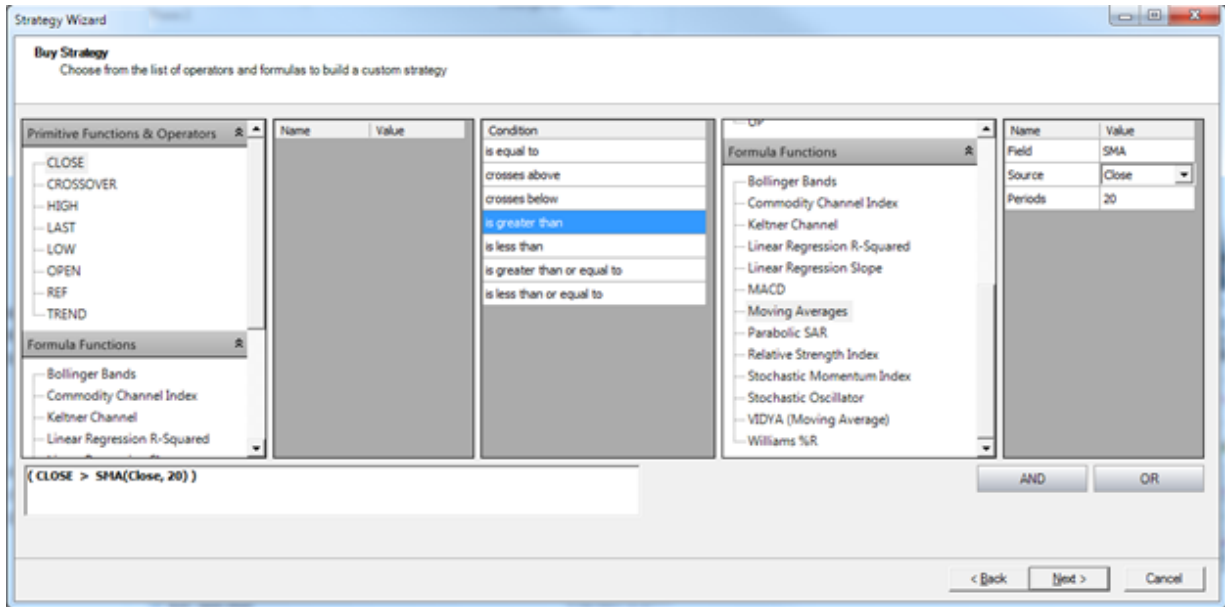 Strategy Wizard
Buy Strategy
Choose from the list of operators and formulas to build a custom strategy
Primitive Functions & Operators
CLOSE
CROSSOVER
HIGH
LAST
LOW
OPEN
REF
TREND
Formula Functions
Bollinger Bands
Commodity Channel Index
Keltner Channel
Linear Regression R-Squared
Name Value
Condition
is equal to
crosses above
crosses below
is greater than
is less than
is greater than or equal to
is less than or equal to
Formula Functions
Bollinger Bands
Commodity Channel Index
Keltner Channel
Linear Regression R-Squared
Linear Regression Slope
MACD
Moving Averages
Parabolic SAR
Relative Strength Index
Stochastic Momentum Index
Stochastic Oscillator
VIDYA (Moving Average)
Williams %R
Name Value
Field SMA
Source Close
Periods 20
( CLOSE > SMA(Close, 20) )
AND OR
< Back Next > Cancel